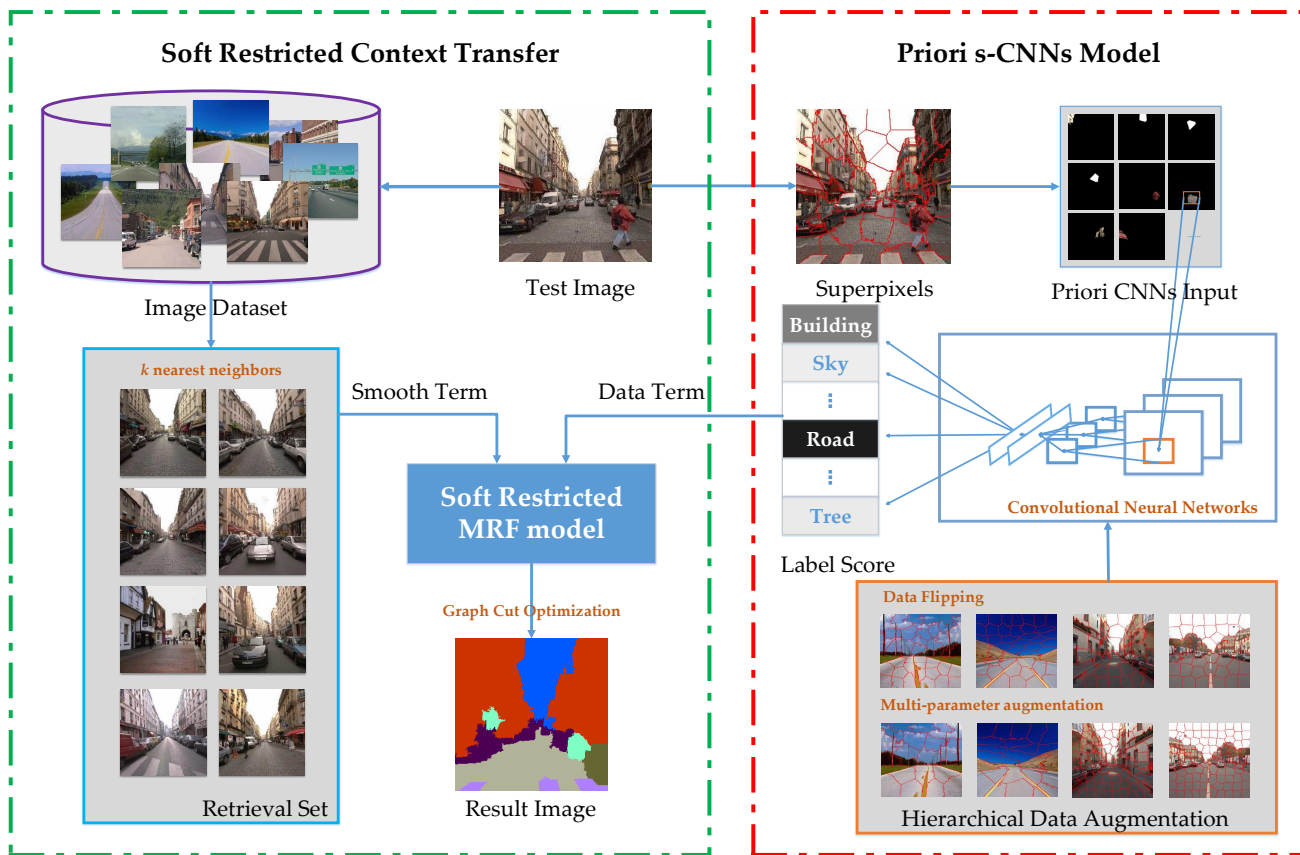 Soft Restricted Context Transfer
Image Dataset
Test Image
k nearest neighbors
Retrieval Set
Smooth Term
Data Term
Soft Restricted
MRF model
Graph Cut Optimization
Result Image
Priori s-CNNs Model
Superpixels
Priori CNNs Input
Building
Sky
⋮
Road
⋮
Tree
Label Score
Convolutional Neural Networks
Data Flipping
Multi-parameter augmentation
Hierarchical Data Augmentation